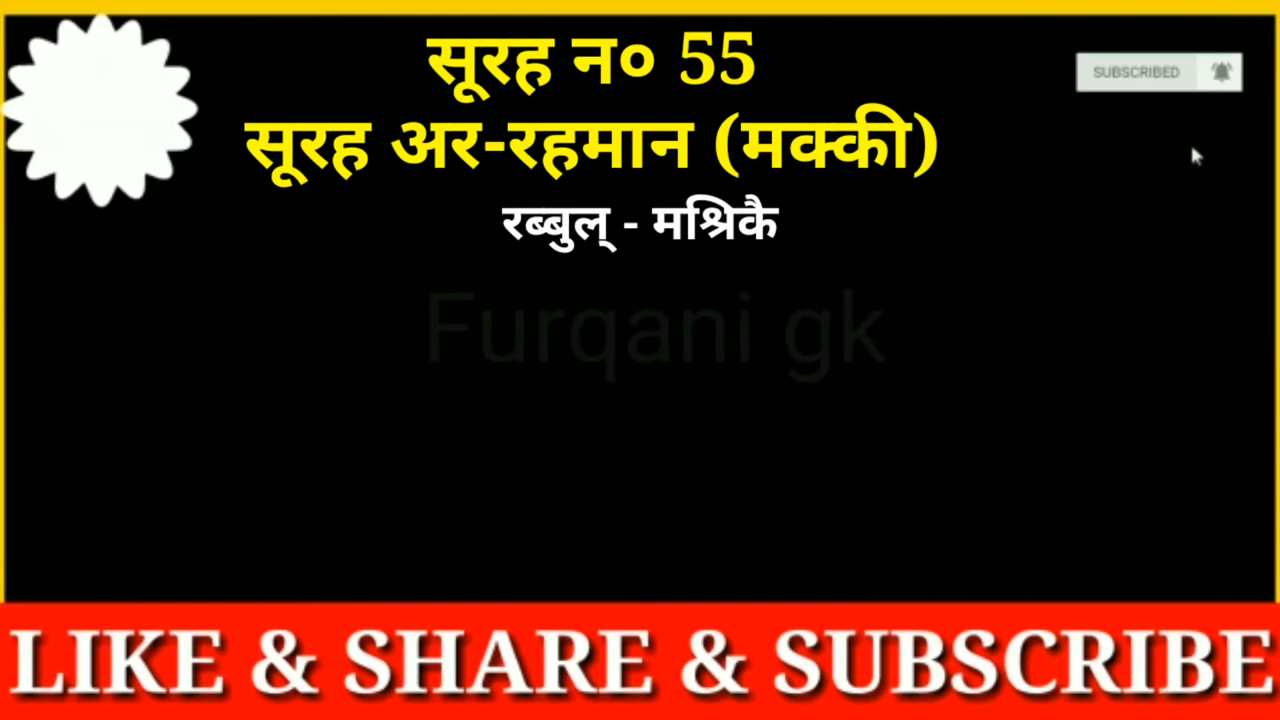 सूरह न० 55
SUBSCRIBED
सूरह अर-रहमान (मक्की)
रब्बुल् - मश्रिकै
Furqani gk
LIKE & SHARE & SUBSCRIBE